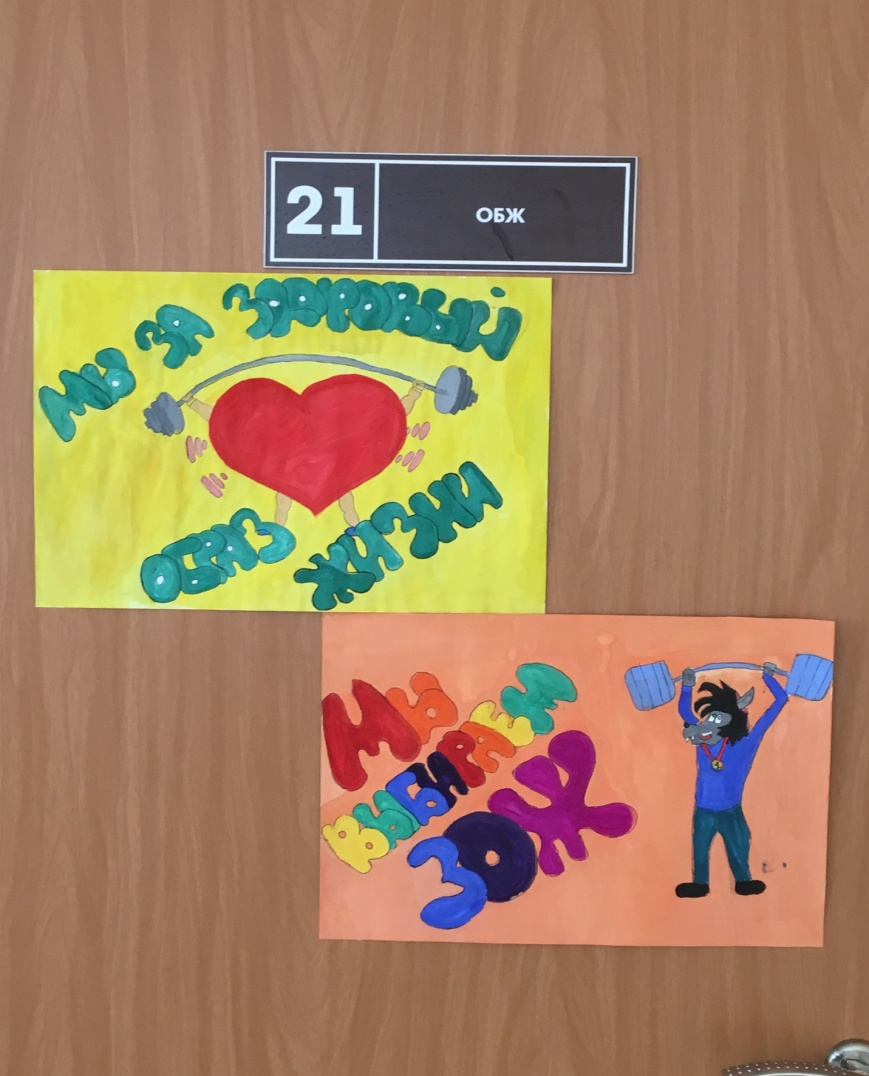 21
ОБЖ
МЫ ЗА ЗДОРОВЫЙ
ОБРАЗ ЖИЗНИ
МЫ
ВЫБИРАЕМ
ЗОЖ